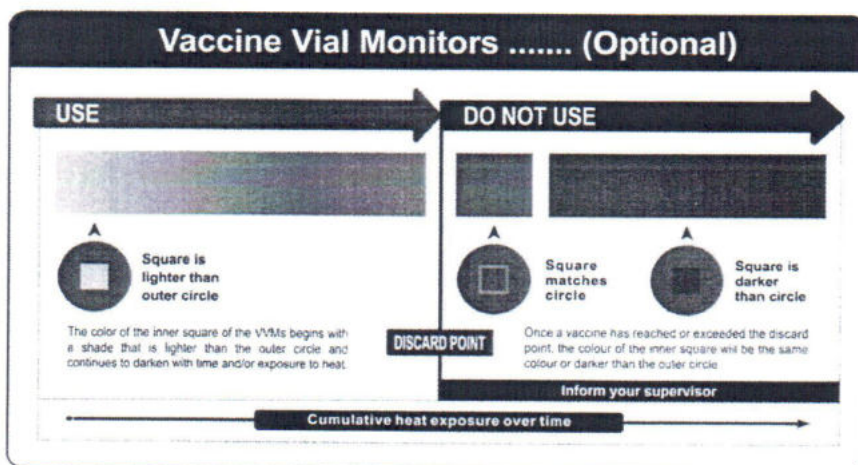 Vaccine Vial Monitors ....... (Optional)
USE
DO NOT USE
Square is
lighter than
outer circle
The color of the inner square of the VVMs begins with
a shade that is lighter than the outer circle and
continues to darken with time and/or exposure to heat.
Square
matches
circle
Square is
darker
than circle
DISCARD POINT
Once a vaccine has reached or exceeded the discard
point, the colour of the inner square will be the same
colour or darker than the outer circle
Inform your supervisor
Cumulative heat exposure over time